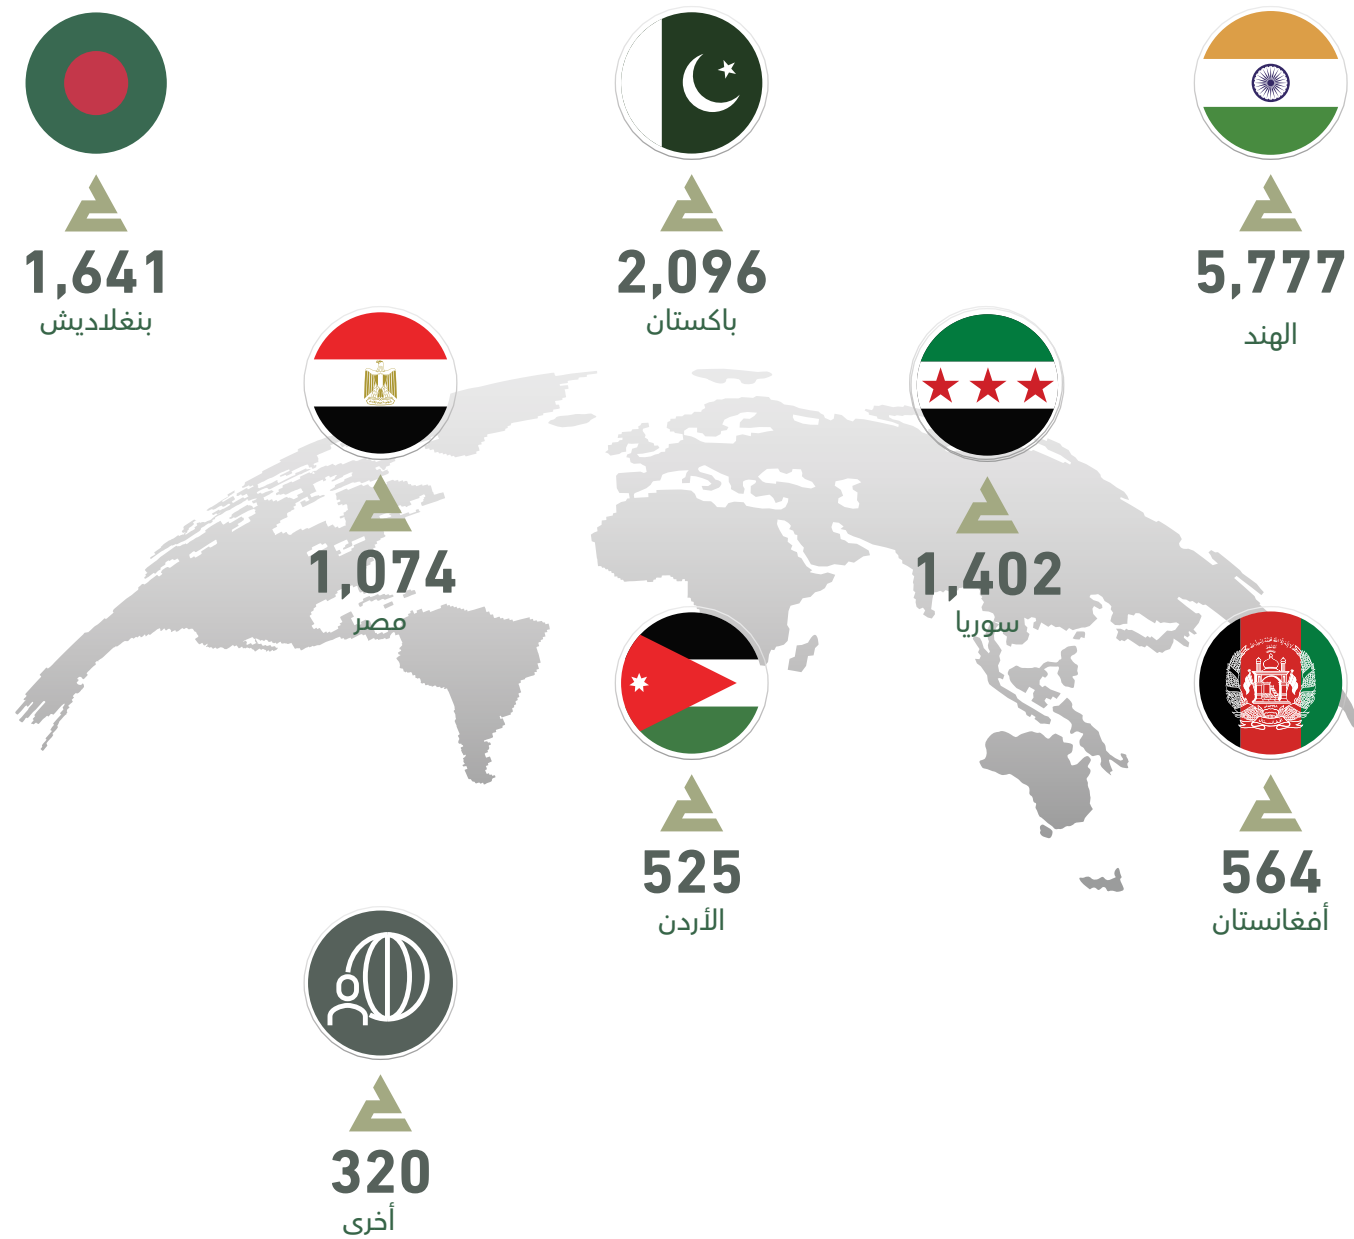 5,777
الهند
2,096
باكستان
1,641
بنغلاديش
1,402
سوريا
1,074
مصر
564
أفغانستان
525
الأردن
320
أخرى